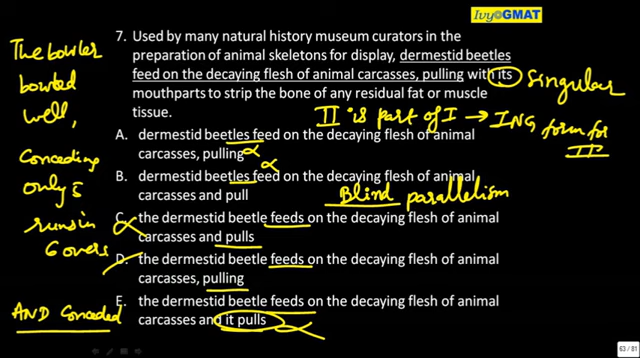 Ivy GMAT
7. Used by many natural history museum curators in the
preparation of animal skeletons for display, dermestid beetles
feed on the decaying flesh of animal carcasses, pulling with its
mouthparts to strip the bone of any residual fat or muscle
tissue.
A. dermestid beetles feed on the decaying flesh of animal
carcasses, pulling
B. dermestid beetles feed on the decaying flesh of animal
carcasses and pull
C. the dermestid beetle feeds on the decaying flesh of animal
carcasses and pulls
D. the dermestid beetle feeds on the decaying flesh of animal
carcasses, pulling
E. the dermestid beetle feeds on the decaying flesh of animal
carcasses and it pulls
The bowler
bowled
well,
Conceding
only 5
runs in
6 overs
AND Conceded
Singular
II is part of I → ING form for
II
Blind parallelism
63 / 81